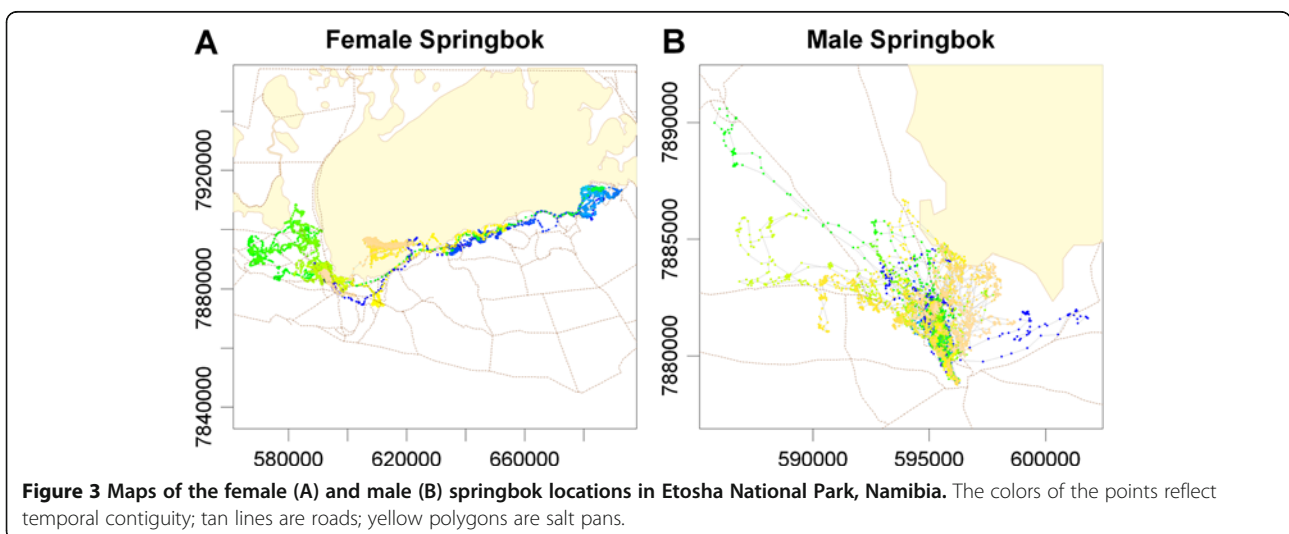 A Female Springbok
7920000
7880000
7840000
580000 620000 660000
B Male Springbok
7890000
7885000
7880000
590000 595000 600000
Figure 3 Maps of the female (A) and male (B) springbok locations in Etosha National Park, Namibia. The colors of the points reflect
temporal contiguity; tan lines are roads; yellow polygons are salt pans.